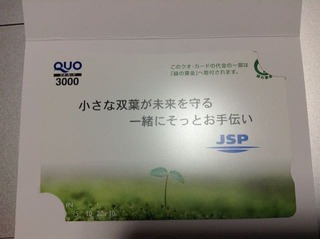 QUO
3000
このクオ・カードの代金の一部は
「緑の募金」へ寄付されます。
小さな双葉が未来を守る
一緒にそっとお手伝い
JSP